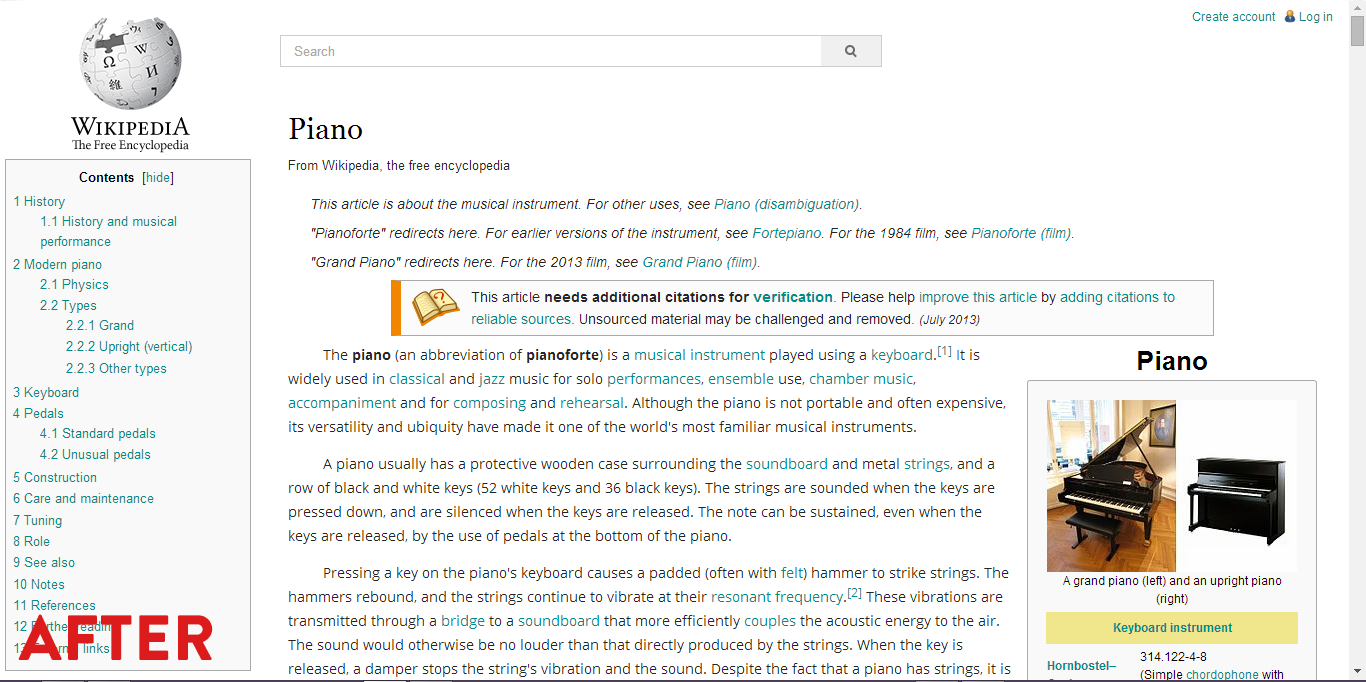 Create account Log in
Search
WIKIPEDIA
The Free Encyclopedia
Contents [hide]
1 History
1.1 History and musical
performance
2 Modern piano
2.1 Physics
2.2 Types
2.2.1 Grand
2.2.2 Upright (vertical)
2.2.3 Other types
3 Keyboard
4 Pedals
4.1 Standard pedals
4.2 Unusual pedals
5 Construction
6 Care and maintenance
7 Tuning
8 Role
9 See also
10 Notes
11 References
12
13 links
AFTER
Piano
From Wikipedia, the free encyclopedia
This article is about the musical instrument. For other uses, see Piano (disambiguation).
"Pianoforte" redirects here. For earlier versions of the instrument, see Fortepiano. For the 1984 film, see Pianoforte (film).
"Grand Piano" redirects here. For the 2013 film, see Grand Piano (film).
This article needs additional citations for verification. Please help improve this article by adding citations to
reliable sources. Unsourced material may be challenged and removed. (July 2013)
The piano (an abbreviation of pianoforte) is a musical instrument played using a keyboard.[1] It is
widely used in classical and jazz music for solo performances, ensemble use, chamber music,
accompaniment and for composing and rehearsal. Although the piano is not portable and often expensive,
its versatility and ubiquity have made it one of the world's most familiar musical instruments.
A piano usually has a protective wooden case surrounding the soundboard and metal strings, and a
row of black and white keys (52 white keys and 36 black keys). The strings are sounded when the keys are
pressed down, and are silenced when the keys are released. The note can be sustained, even when the
keys are released, by the use of pedals at the bottom of the piano.
Pressing a key on the piano's keyboard causes a padded (often with felt) hammer to strike strings. The
hammers rebound, and the strings continue to vibrate at their resonant frequency.[2] These vibrations are
transmitted through a bridge to a soundboard that more efficiently couples the acoustic energy to the air.
The sound would otherwise be no louder than that directly produced by the strings. When the key is
released, a damper stops the string's vibration and the sound. Despite the fact that a piano has strings, it is
Piano
A grand piano (left) and an upright piano
(right)
Keyboard instrument
Hornbostel–
314.122-4-8
(Simple chordophone with